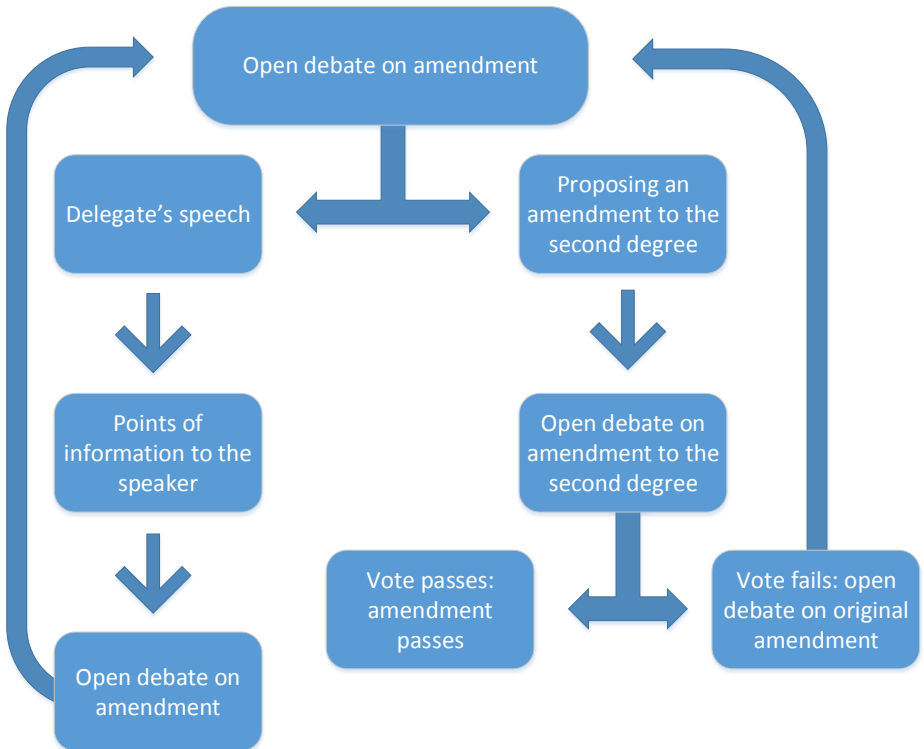 Open debate on amendment
Delegate’s speech
Proposing an
amendment to the
second degree
Points of
information to the
speaker
Open debate on
amendment to the
second degree
Vote passes:
amendment
passes
Vote fails: open
debate on original
amendment
Open debate on
amendment